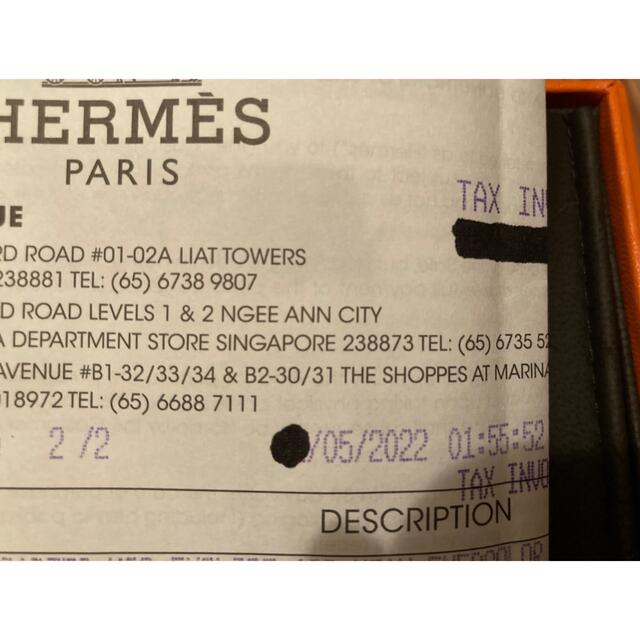 HERMÈS
PARIS
TAX IN
UE
RD ROAD #01-02A LIAT TOWERS
238881 TEL: (65) 6738 9807
D ROAD LEVELS 1 & 2 NGEE ANN CITY
A DEPARTMENT STORE SINGAPORE 238873 TEL: (65) 6735 52
AVENUE #B1-32/33/34 & B2-30/31 THE SHOPPES AT MARINA
018972 TEL: (65) 6688 7111
2 /2 /05/2022 01:55:52
TAX INVO
DESCRIPTION